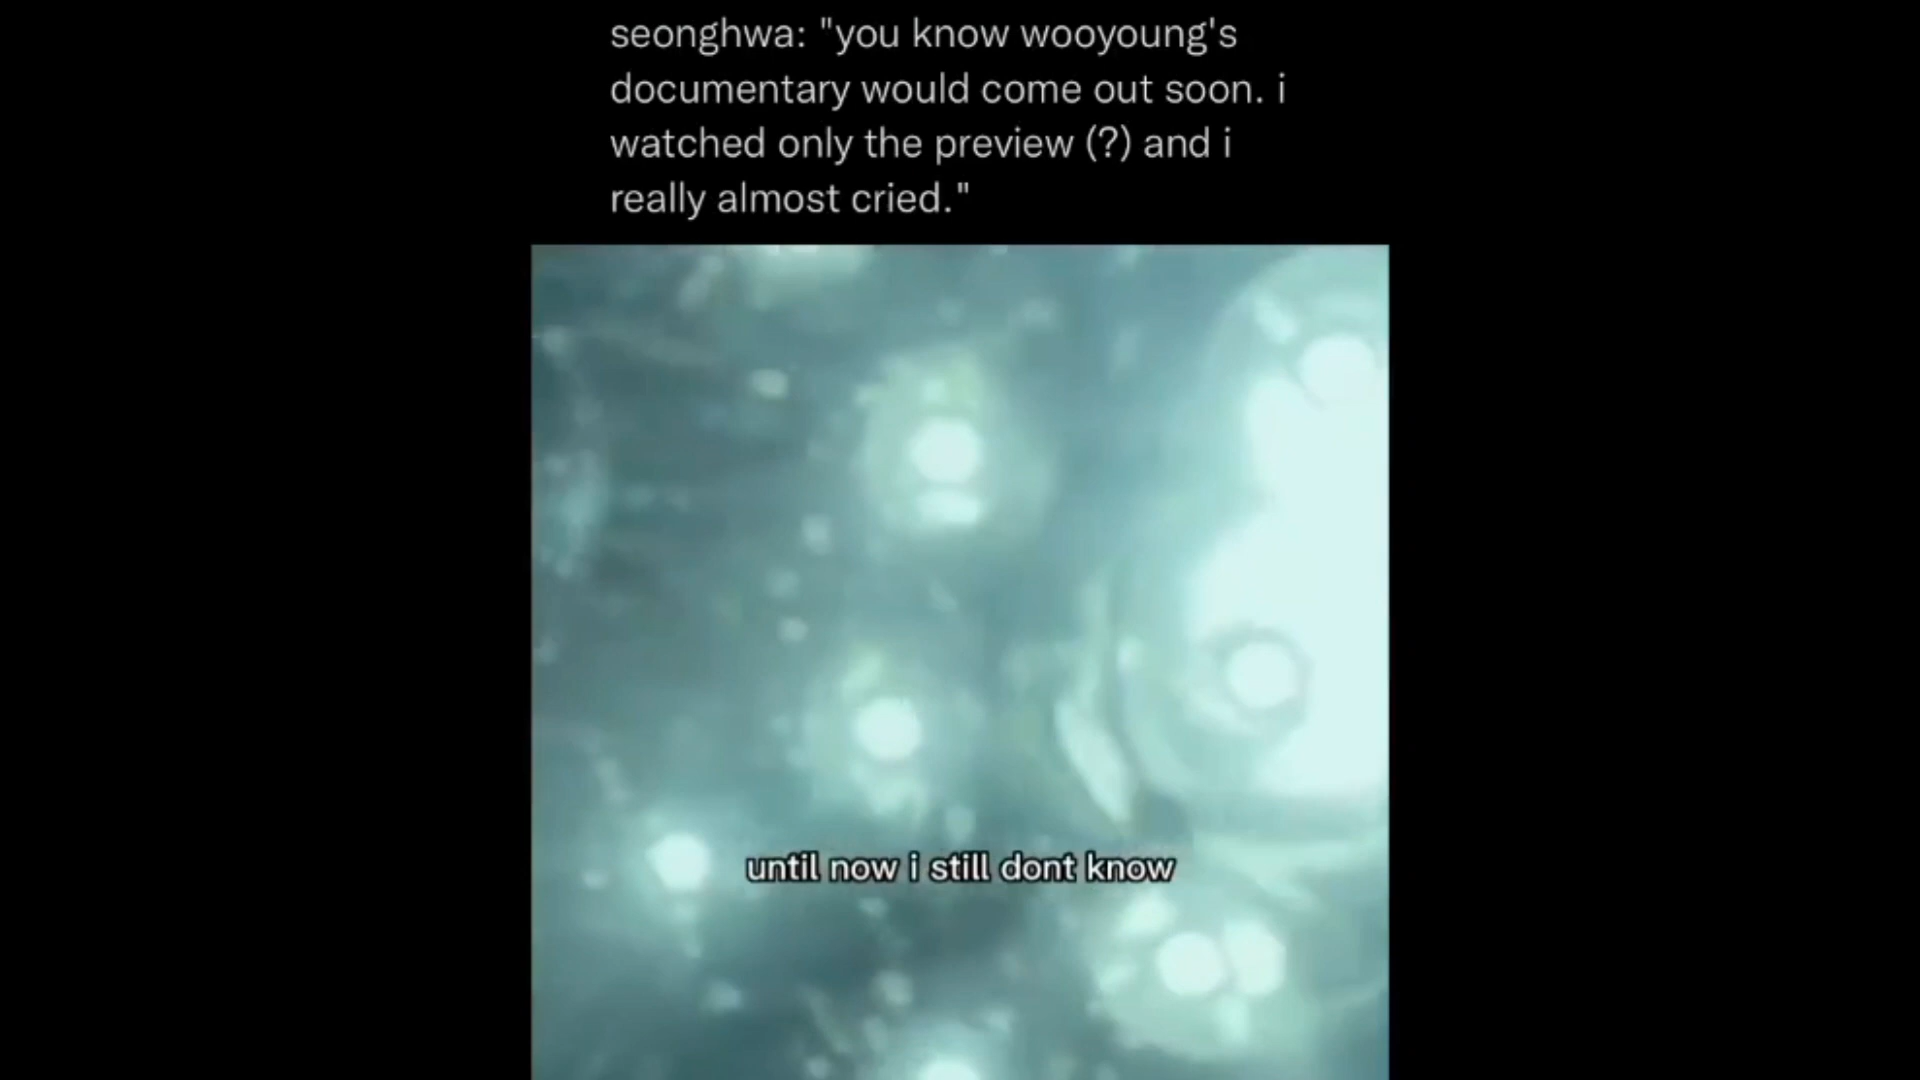 seonghwa: "you know wooyoung's
documentary would come out soon. i
watched only the preview (?) and i
really almost cried."
until now i still dont know